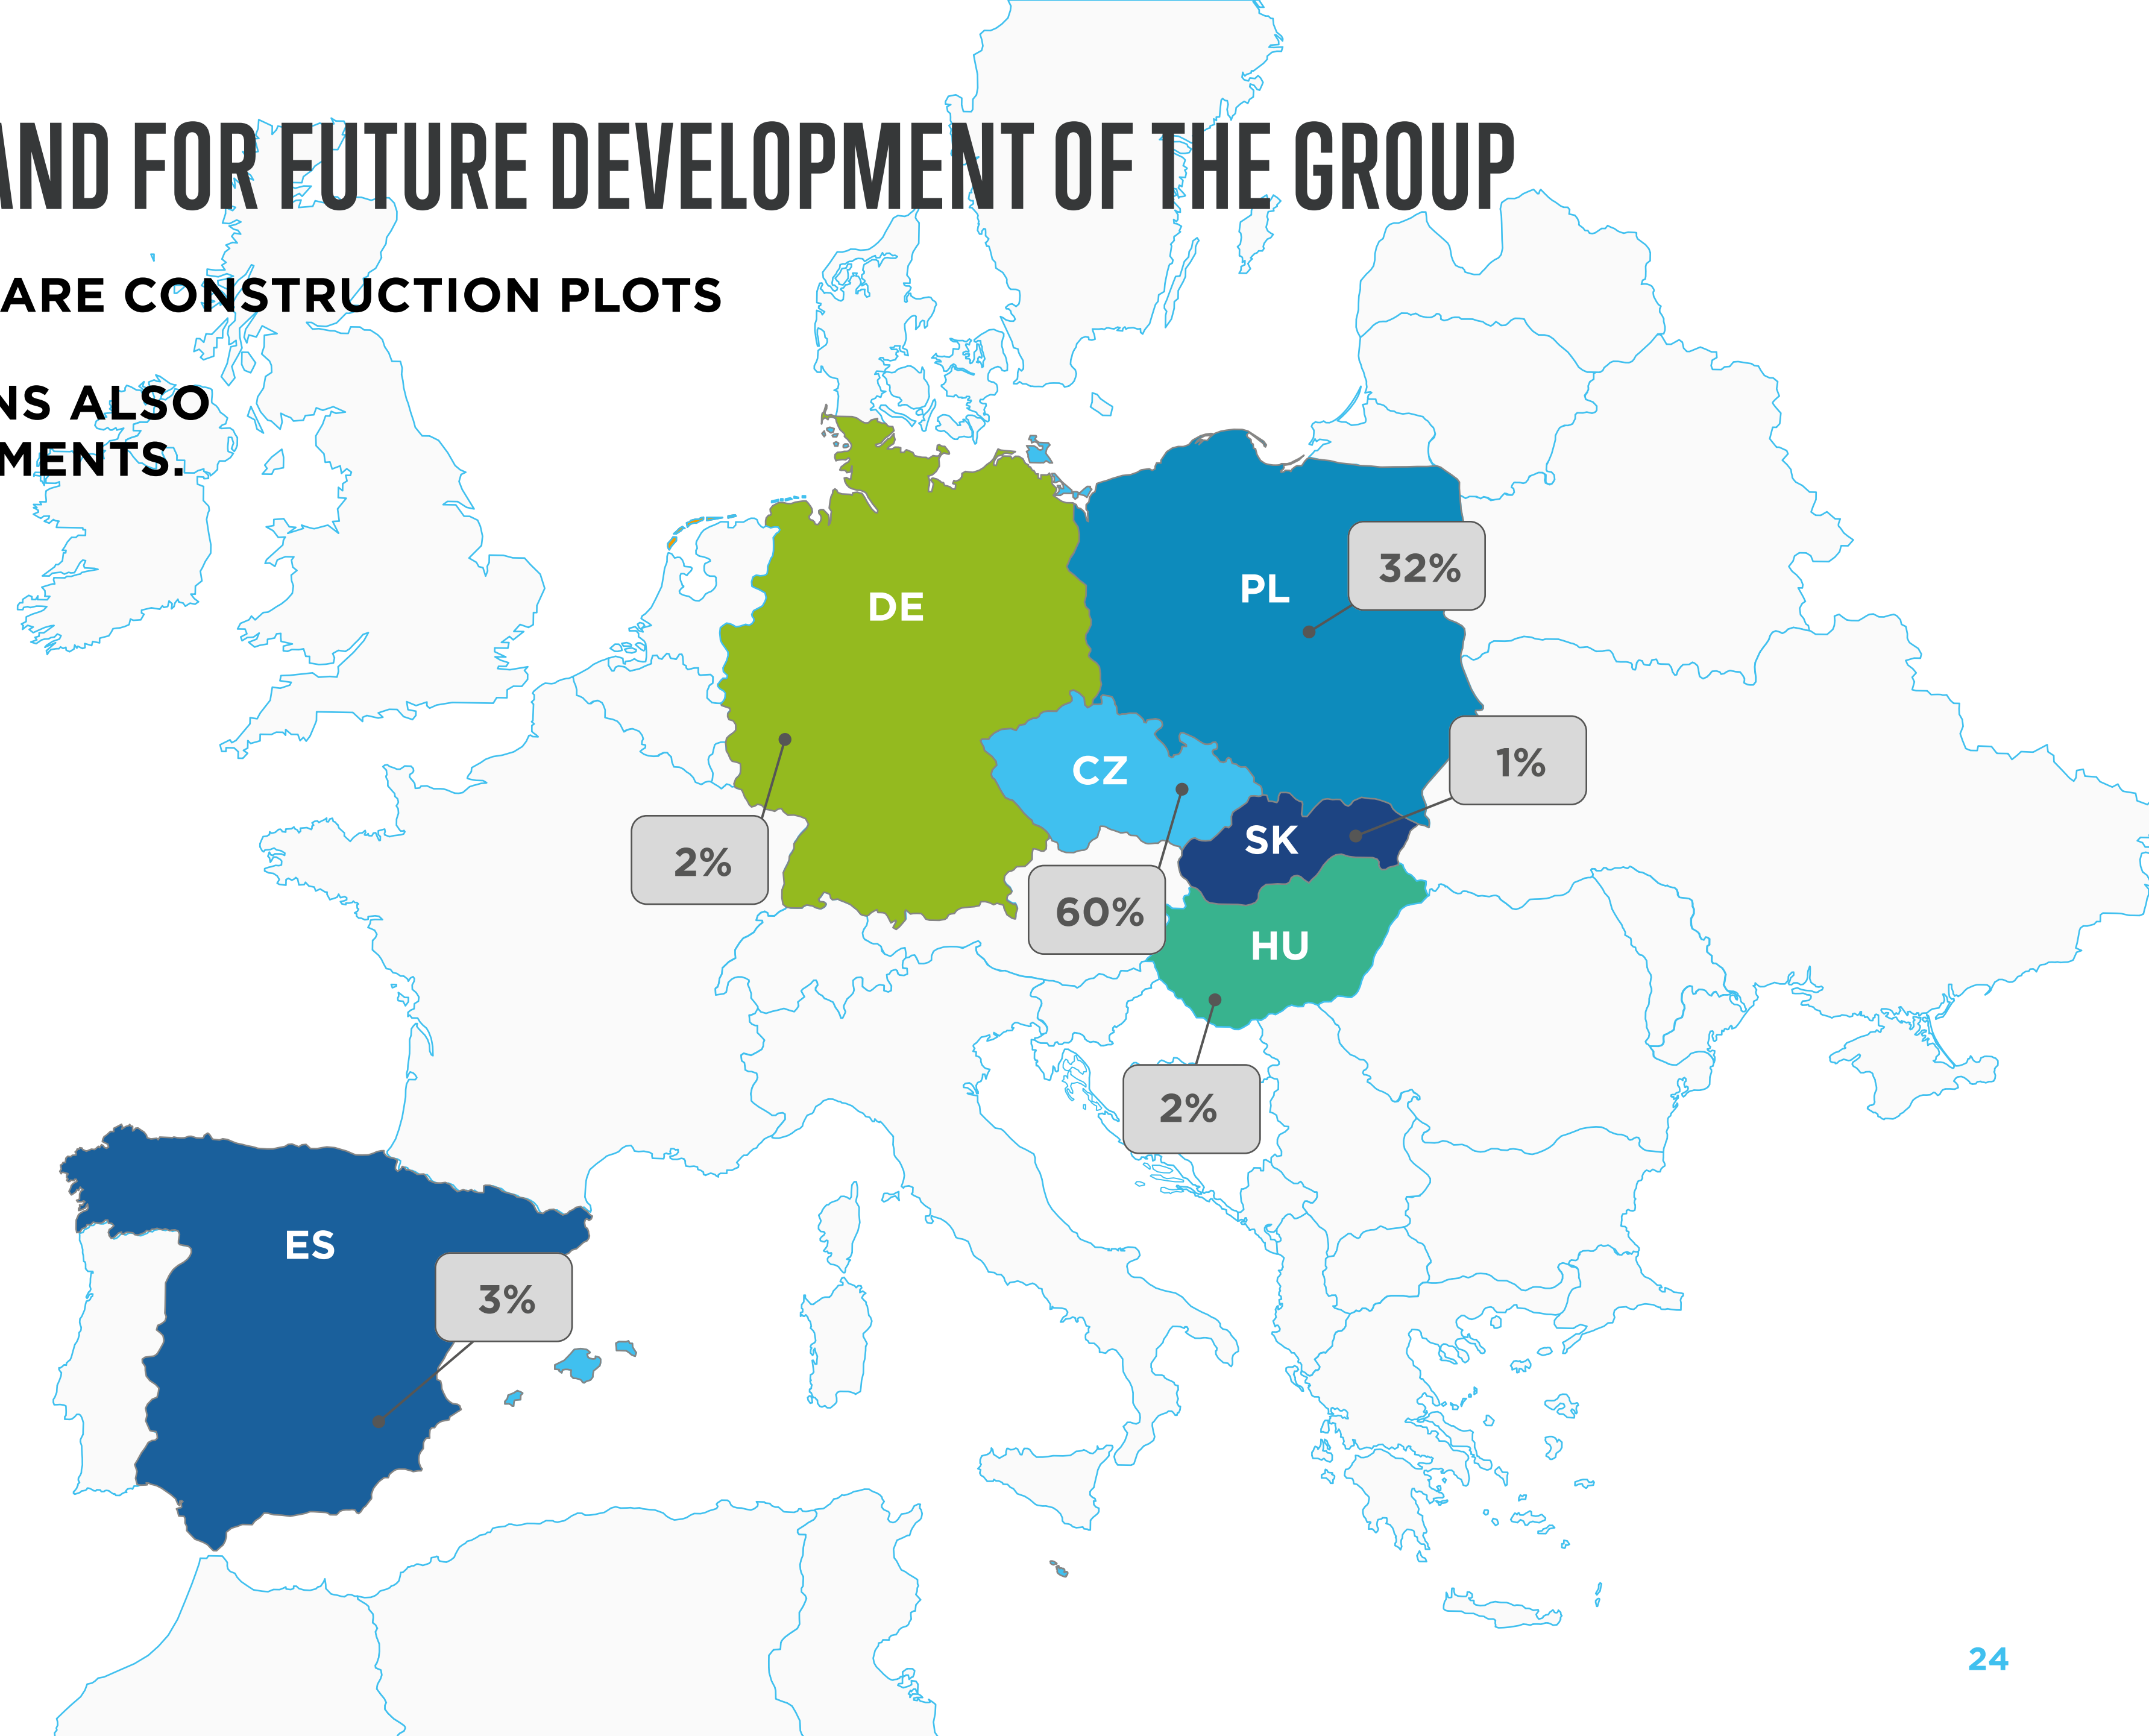 AND FOR FUTURE DEVELOPMENT OF THE GROUP
ARE CONSTRUCTION PLOTS
NS ALSO
MENTS.
DE
PL
32%
CZ
1%
SK
2%
60%
HU
2%
ES
3%
24